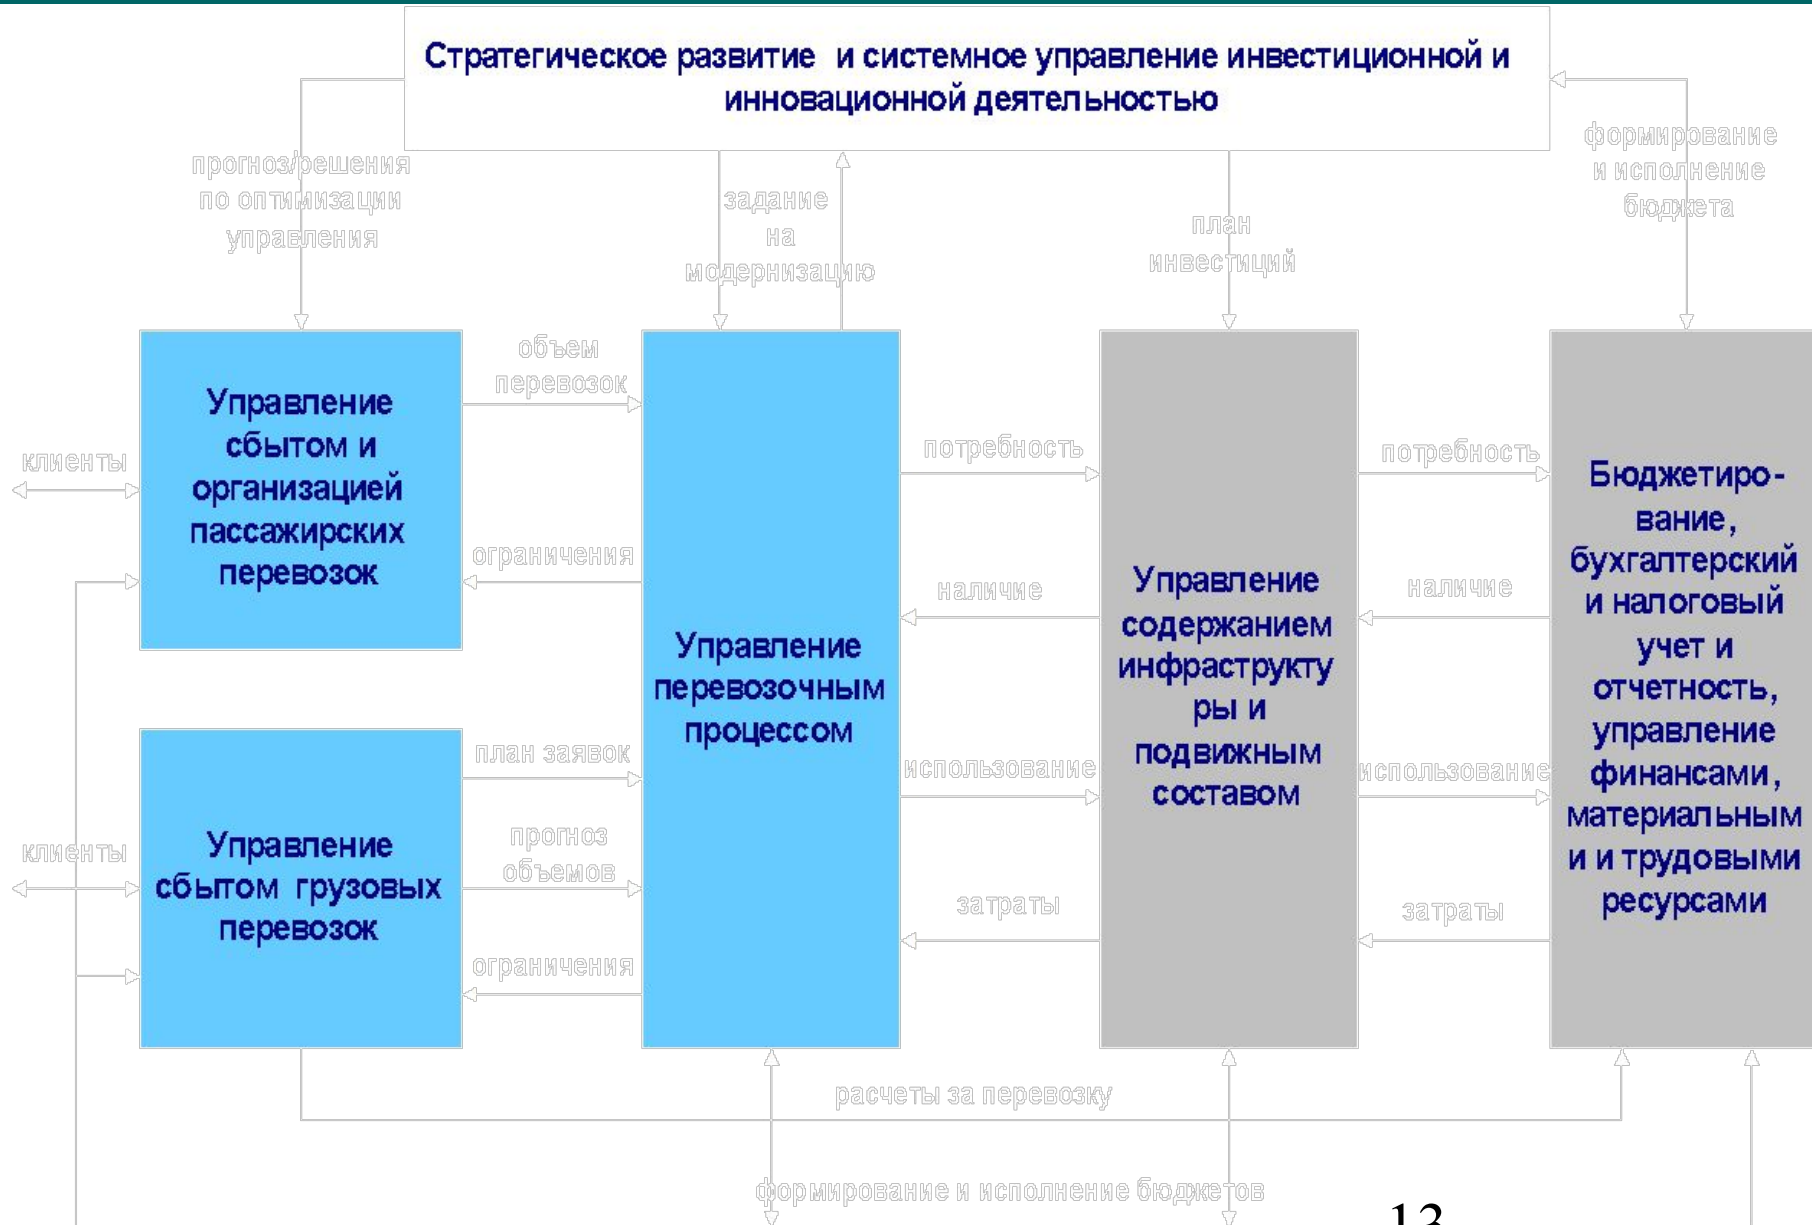 Стратегическое развитие и системное управление инвестиционной и
инновационной деятельностью
прогноз/решения
по оптимизации
управления
задание
на
модернизацию
план
инвестиций
формирование
и исполнение
бюджета
клиенты
Управление
сбытом и
организацией
пассажирских
перевозок
объем
перевозок
ограничения
клиенты
Управление
сбытом грузовых
перевозок
план заявок
прогноз
объемов
ограничения
Управление
перевозочным
процессом
потребность
наличие
использование
затраты
Управление
содержанием
инфраструкту
ры и
подвижным
составом
потребность
наличие
использование
затраты
Бюджетиро-
вание,
бухгалтерский
и налоговый
учет и
отчетность,
управление
финансами,
материальным
и и трудовыми
ресурсами
расчеты за перевозку
формирование и исполнение бюджетов
13